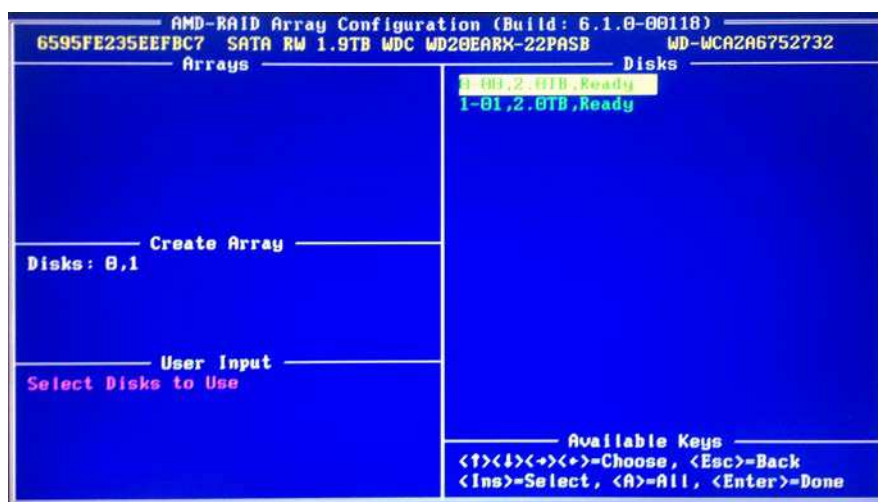 AMD-RAID Array Configuration (Build: 6.1.0-00118)
6595FE235EEFBC7 SATA RW 1.9TB WDC WD20EARX-22PASB WD-WCAZA6752732
Arrays
Disks
0-00,2.0TB,Ready
1-01,2.0TB,Ready
Create Array
Disks: 0,1
User Input
Select Disks to Use
Available Keys
<↑><↓><→><←>=Choose, <Esc>=Back
<Ins>=Select, <A>=All, <Enter>=Done